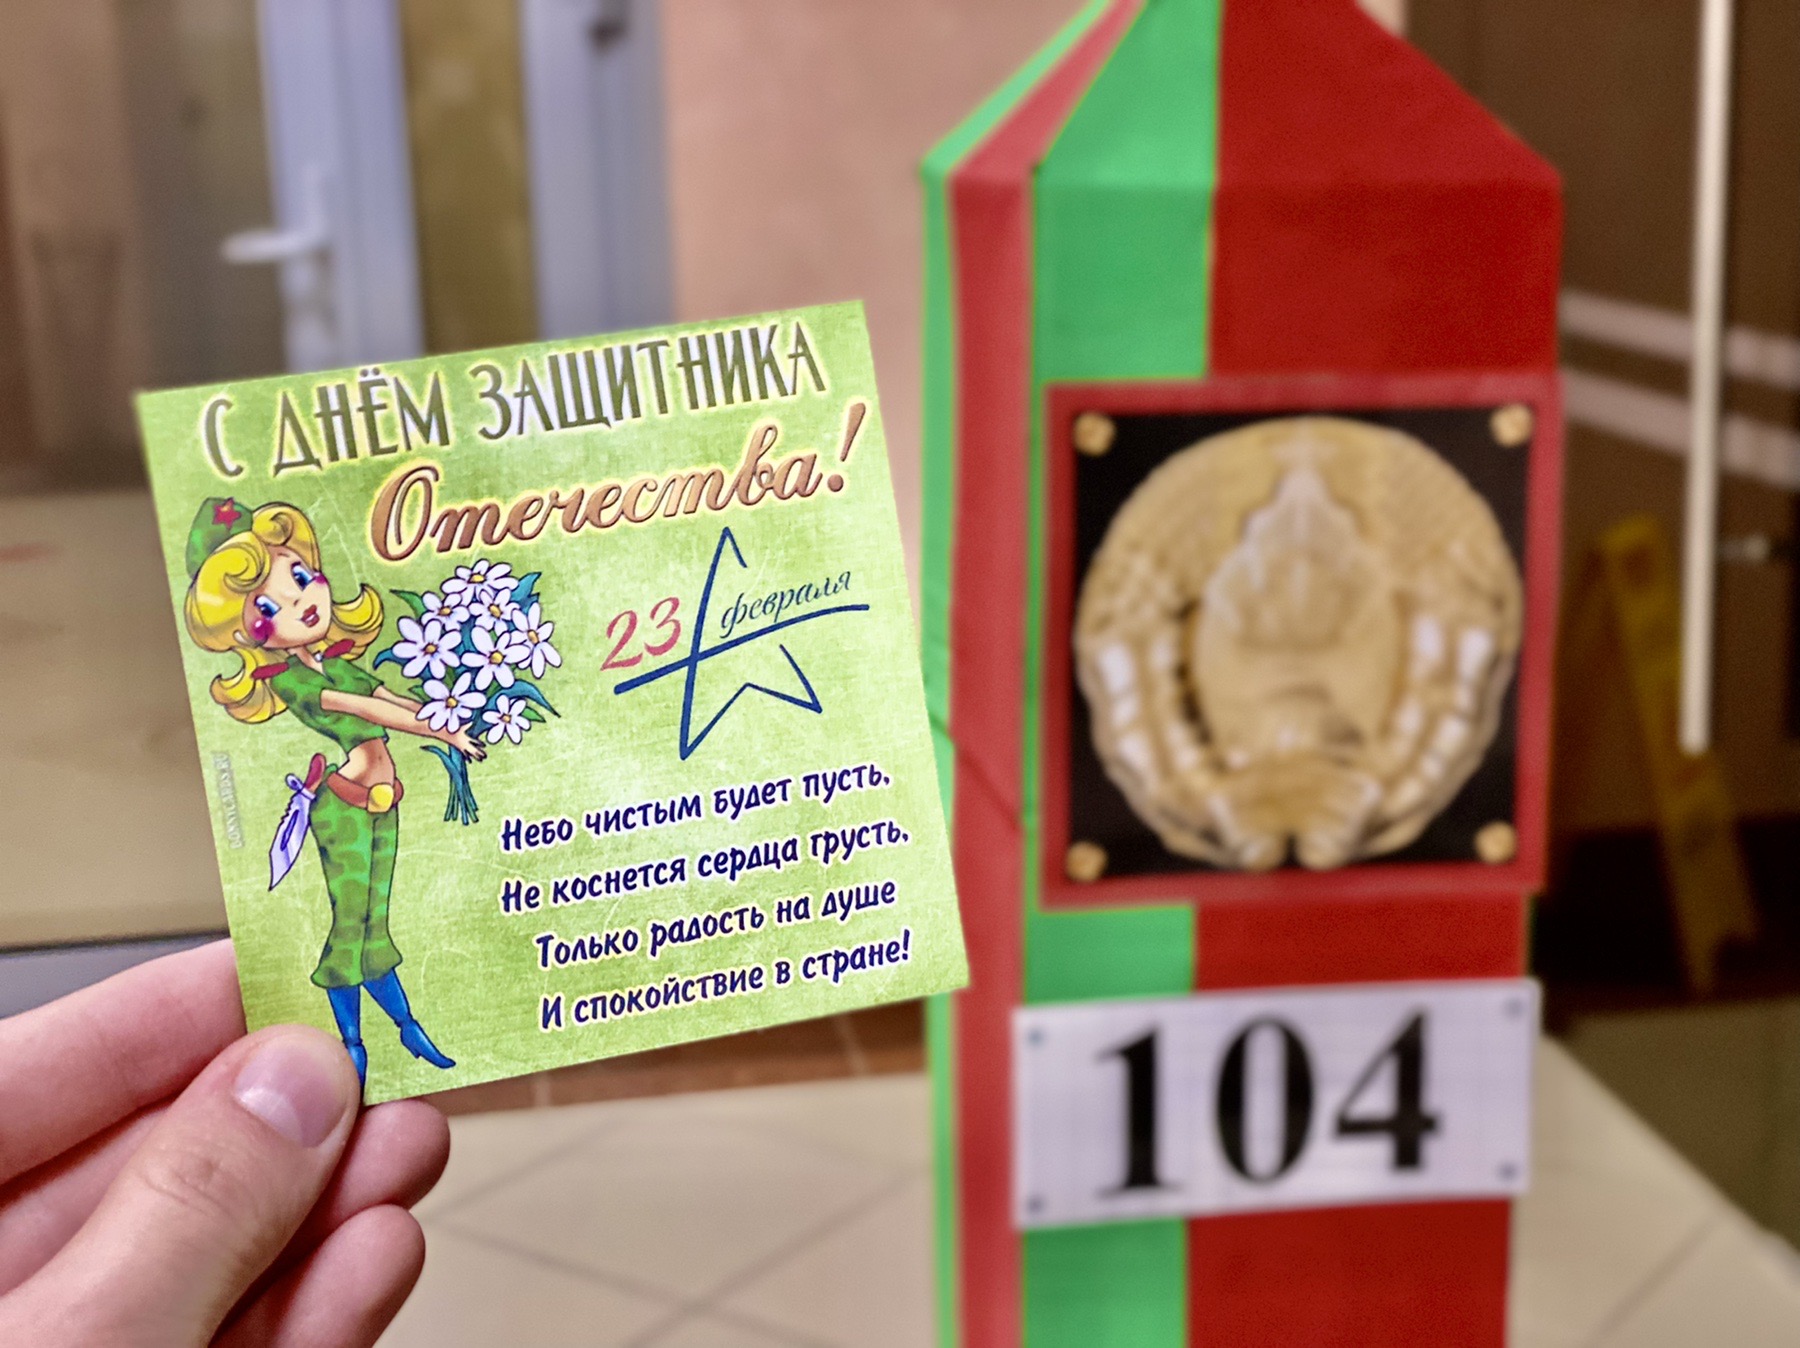 С ДНЁМ ЗАЩИТНИКА
Отечества!
23 февраля
Небо чистым будет пусть,
Не коснется сердца грусть,
Только радость на душе
И спокойствие в стране!
104